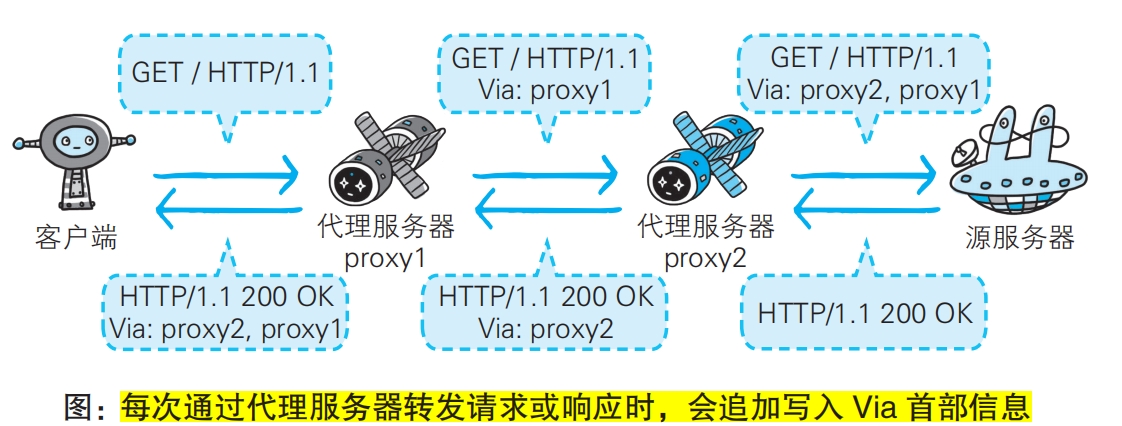 GET / HTTP/1.1
GET / HTTP/1.1
Via: proxy1
GET / HTTP/1.1
Via: proxy2, proxy1
客户端
代理服务器
proxy1
代理服务器
proxy2
源服务器
HTTP/1.1 200 OK
Via: proxy2, proxy1
HTTP/1.1 200 OK
Via: proxy2
HTTP/1.1 200 OK
图：每次通过代理服务器转发请求或响应时，会追加写入 Via 首部信息